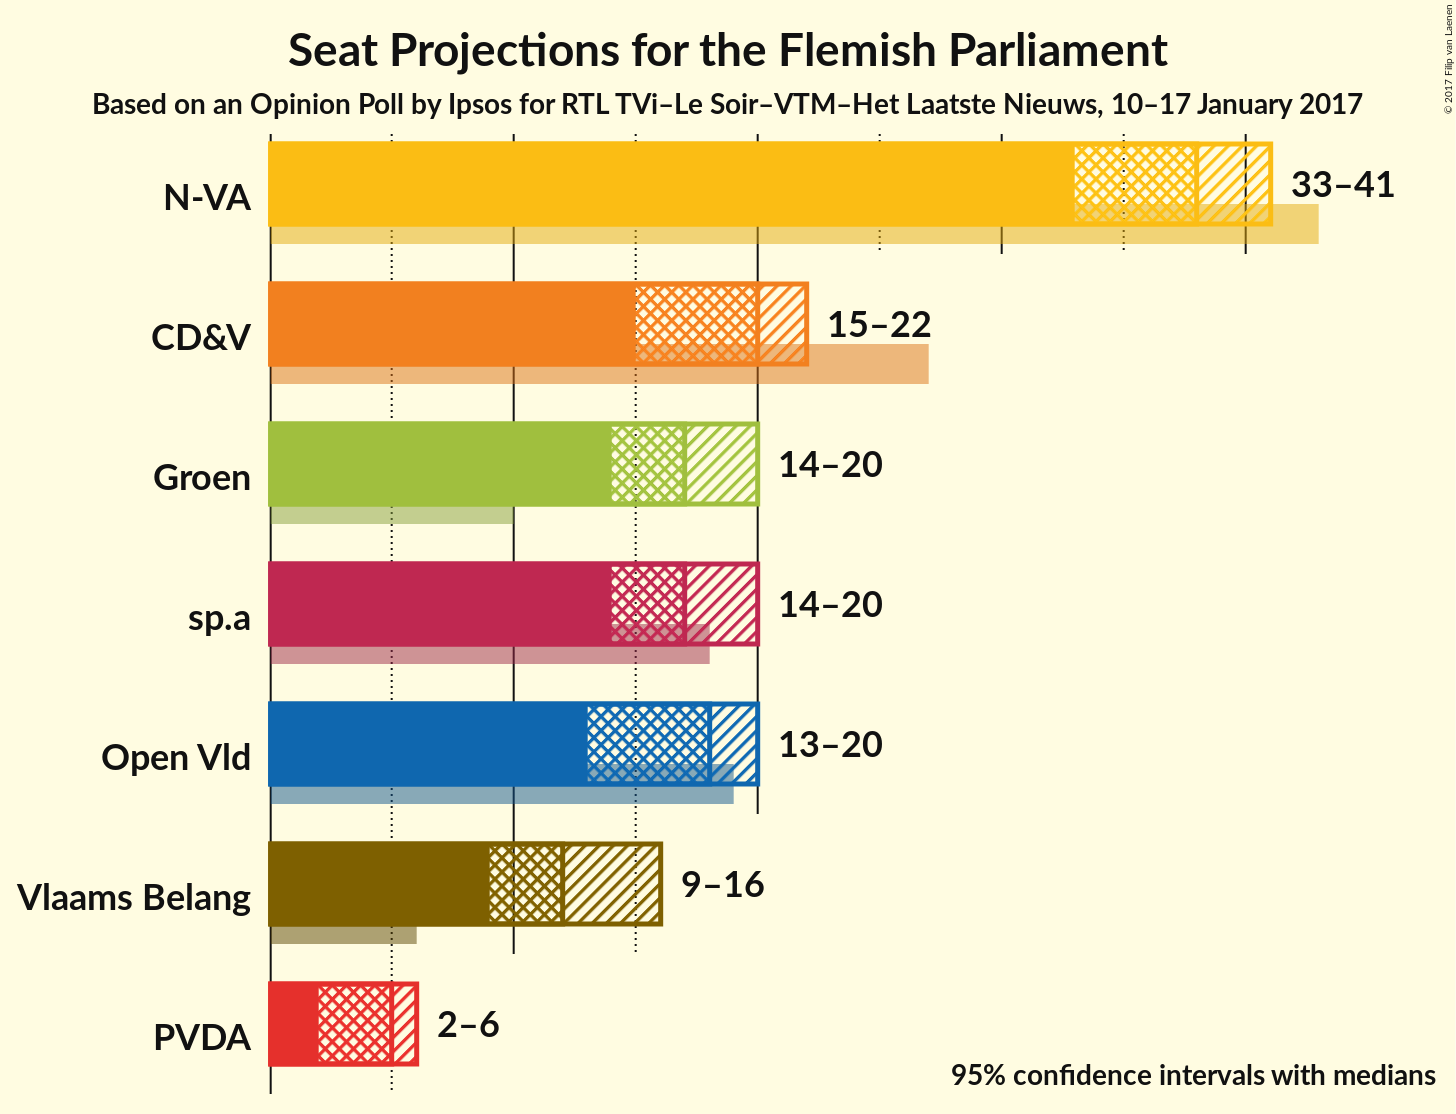 Seat Projections for the Flemish Parliament
Based on an Opinion Poll by Ipsos for RTL TVi–Le Soir–VTM–Het Laatste Nieuws, 10–17 January 2017
© 2017 Filip van Laenen
N-VA
33–41
CD&V
15–22
Groen
14–20
sp.a
14–20
Open Vld
13–20
Vlaams Belang
9–16
PVDA
2–6
95% confidence intervals with medians